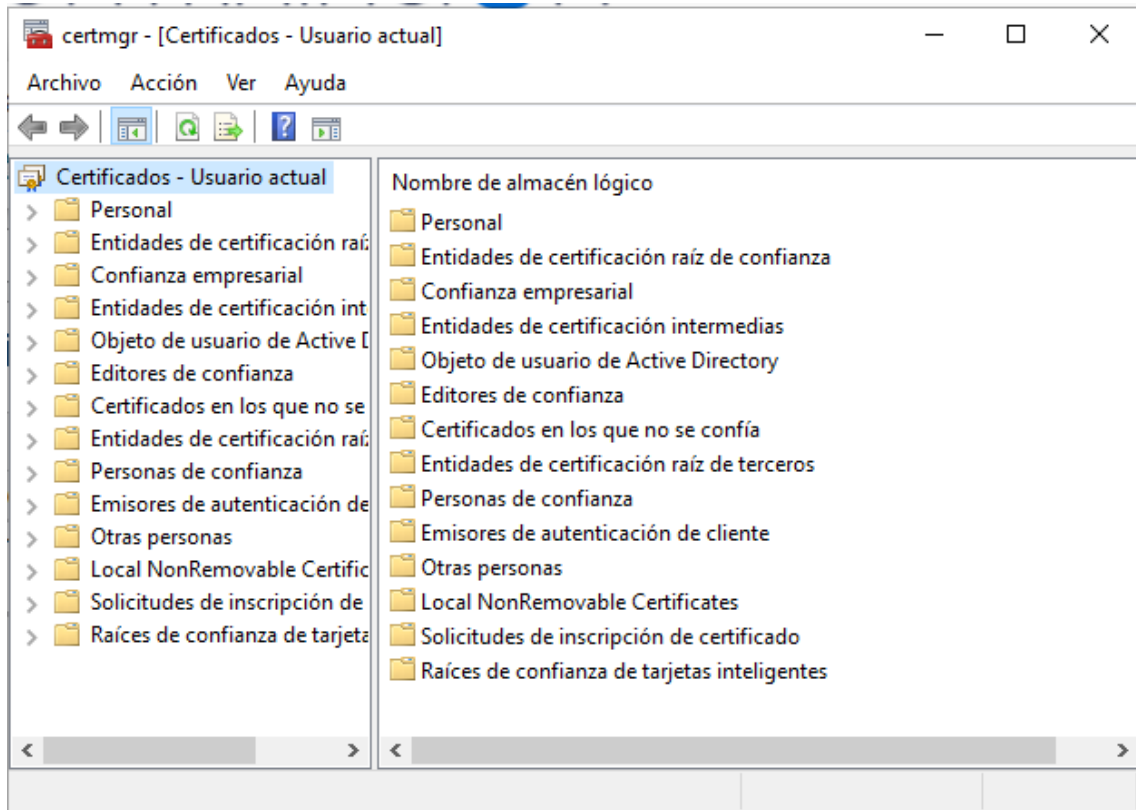 certmgr - [Certificados - Usuario actual]
Archivo Acción Ver Ayuda
Certificados - Usuario actual
Personal
Entidades de certificación raíz
Confianza empresarial
Entidades de certificación int
Objeto de usuario de Active D
Editores de confianza
Certificados en los que no se
Entidades de certificación raíz
Personas de confianza
Emisores de autenticación de
Otras personas
Local NonRemovable Certific
Solicitudes de inscripción de
Raíces de confianza de tarjeta
Nombre de almacén lógico
Personal
Entidades de certificación raíz de confianza
Confianza empresarial
Entidades de certificación intermedias
Objeto de usuario de Active Directory
Editores de confianza
Certificados en los que no se confía
Entidades de certificación raíz de terceros
Personas de confianza
Emisores de autenticación de cliente
Otras personas
Local NonRemovable Certificates
Solicitudes de inscripción de certificado
Raíces de confianza de tarjetas inteligentes